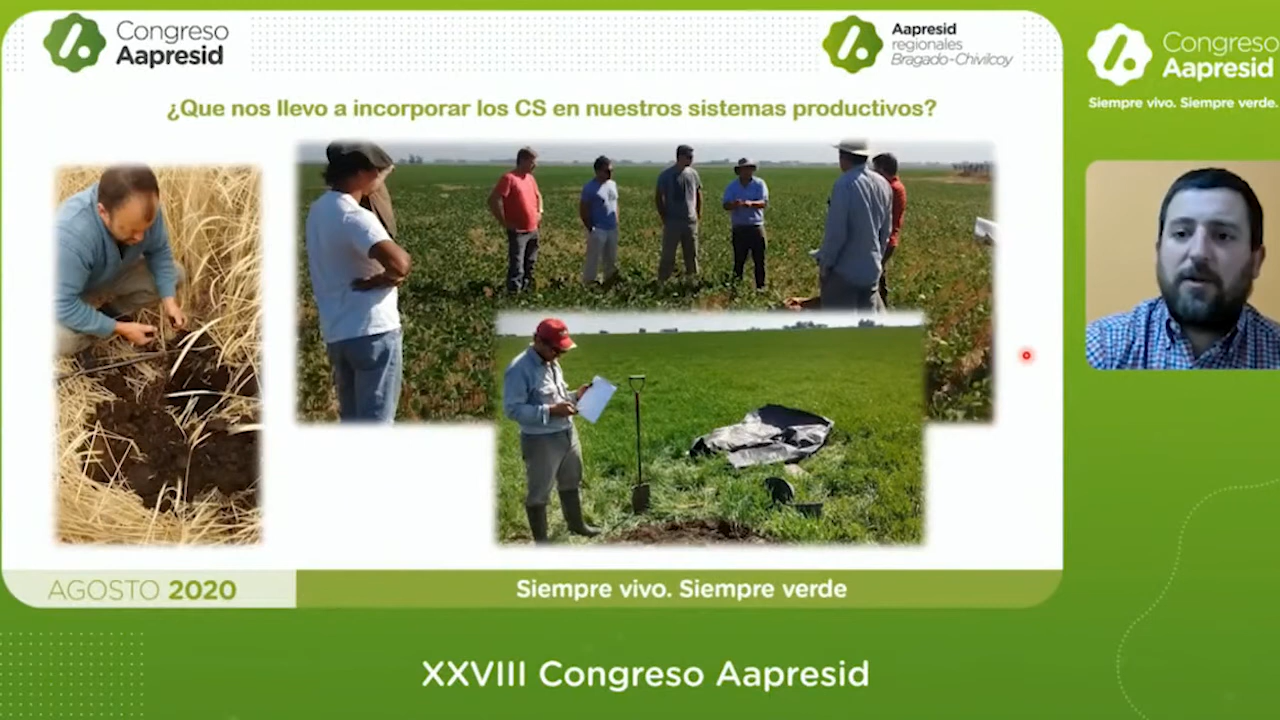 Congreso
Aapresid
Aapresid
regionales
Bragado-Chivilcoy
Congreso
Aapresid
Siempre vivo. Siempre verde.
¿Que nos llevo a incorporar los CS en nuestros sistemas productivos?
AGOSTO 2020
Siempre vivo. Siempre verde
XXVIII Congreso Aapresid